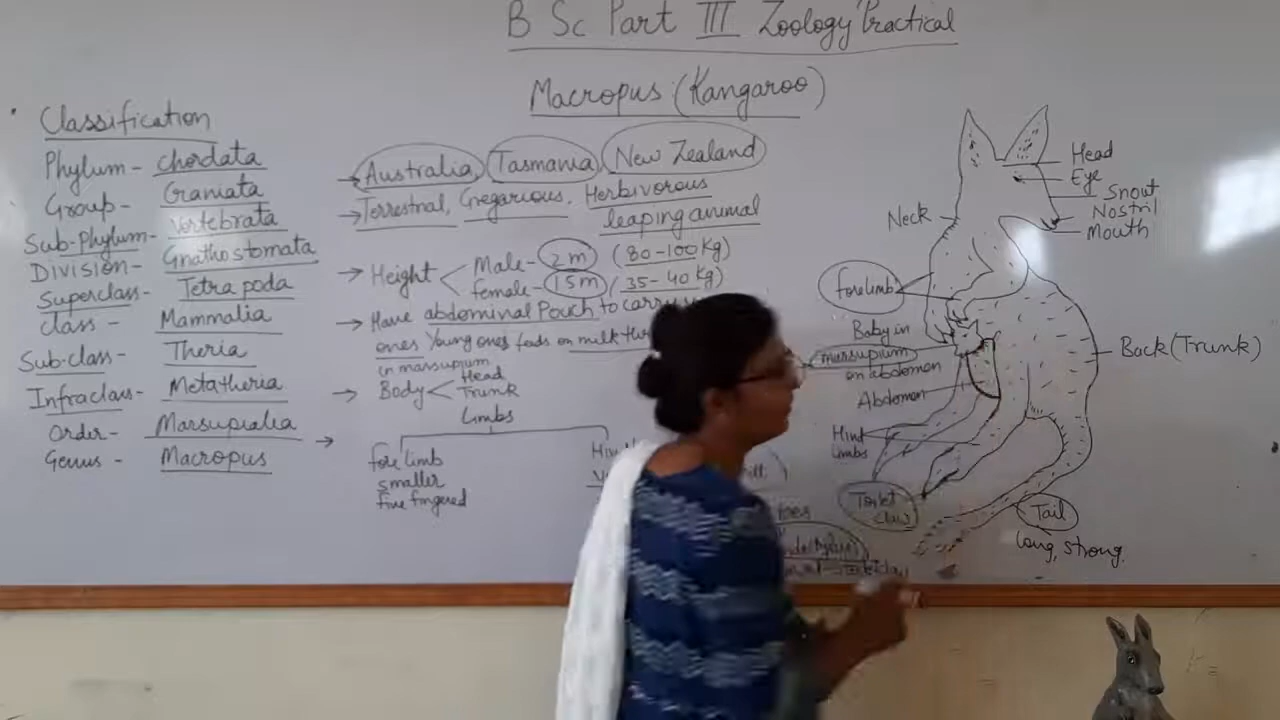 B Sc Part III Zoology Practical
Macropus (Kangaroo)
Classification
Phylum - Chordata
Group - Craniata
Sub-Phylum - Vertebrata
DIVISION - Gnathostomata
Superclass - Tetrapoda
Class - Mammalia
Sub-class - Theria
Infraclass - Metatheria
Order - Marsupialia
Genus - Macropus
→ Australia, Tasmania, New Zealand
→ Terrestrial, Gregarious, Herbivorous
leaping animal
→ Height < Male - 2m (80-100 Kg)
female - 1.5m (35-40 Kg)
→ Have abdominal Pouch to carry
ones Young ones feeds on milk
in marsupium
→ Body < Head
Trunk
→ Limbs
fore limb
smaller
five fingered
Head
Eye
Snout
Nostril
Mouth
Neck
forelimb
Baby in
marsupium
on abdomen
Abdomen
Hind
limbs
Back (Trunk)
Toilet
claw
Tail
long, strong.